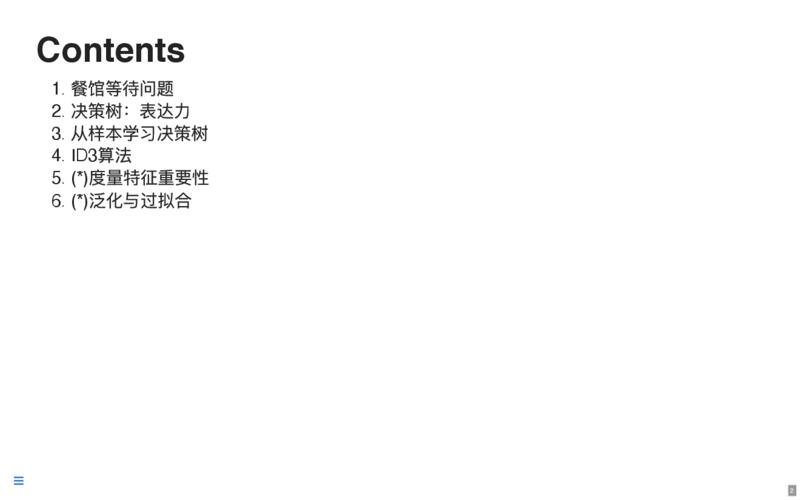 Contents
1. 餐馆等待问题
2. 决策树：表达力
3. 从样本学习决策树
4. ID3算法
5. (*)度量特征重要性
6. (*)泛化与过拟合
2